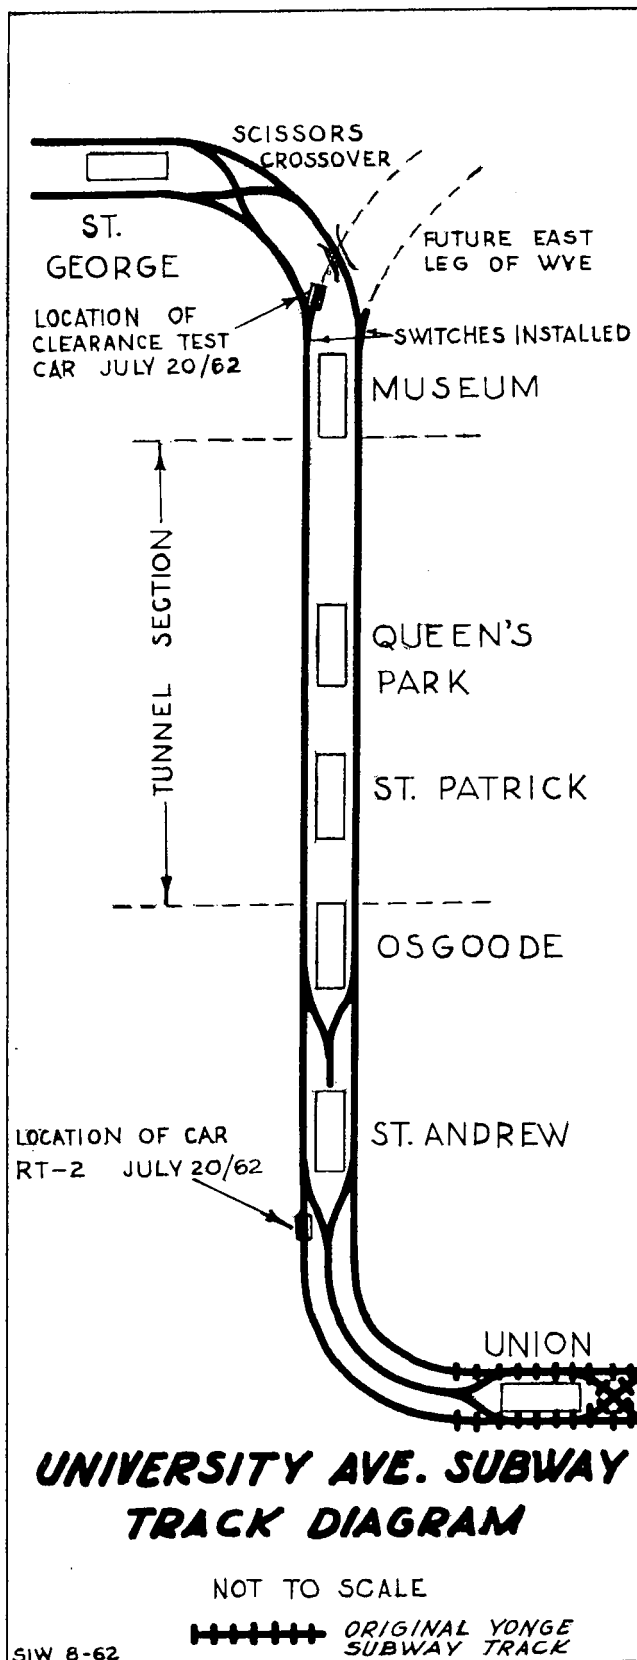 SCISSORS
CROSSOVER
ST.
GEORGE
FUTURE EAST
LEG OF WYE
LOCATION OF
CLEARANCE TEST
CAR JULY 20/62
SWITCHES INSTALLED
MUSEUM
TUNNEL SECTION
QUEEN'S
PARK
ST. PATRICK
OSGOODE
LOCATION OF CAR
RT-2 JULY 20/62
ST. ANDREW
UNION
UNIVERSITY AVE. SUBWAY
TRACK DIAGRAM
NOT TO SCALE
ORIGINAL YONGE
SUBWAY TRACK
SIW 8-62